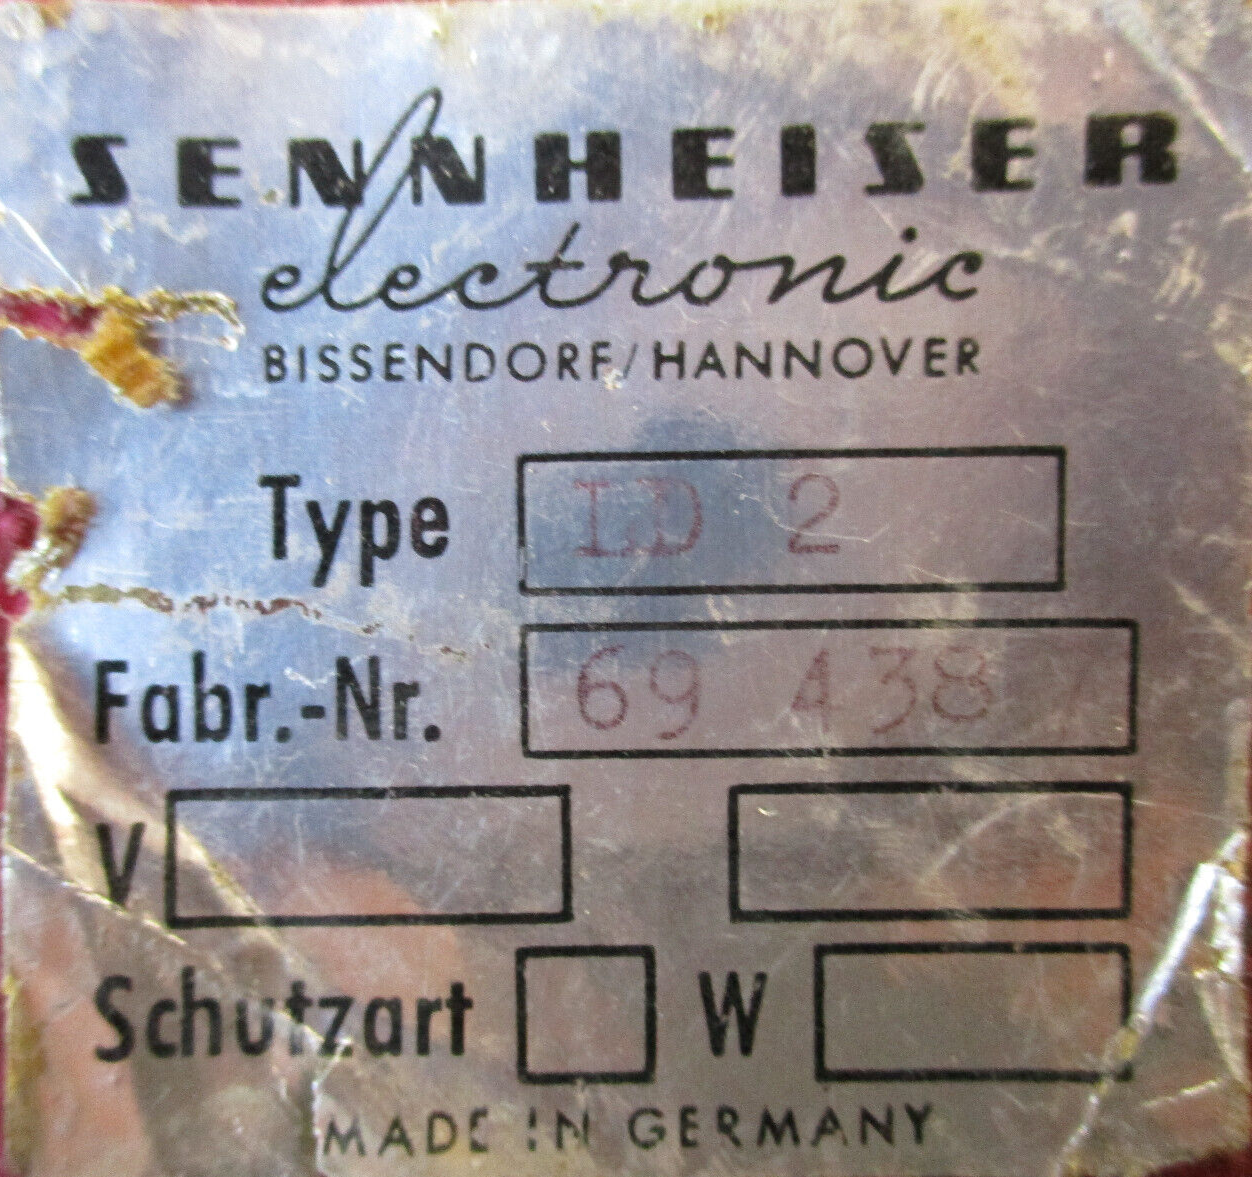 SENNHEISER
electronic
BISSENDORF/HANNOVER
Type LD 2
Fabr.-Nr. 69 438
V
Schutzart W
MADE IN GERMANY